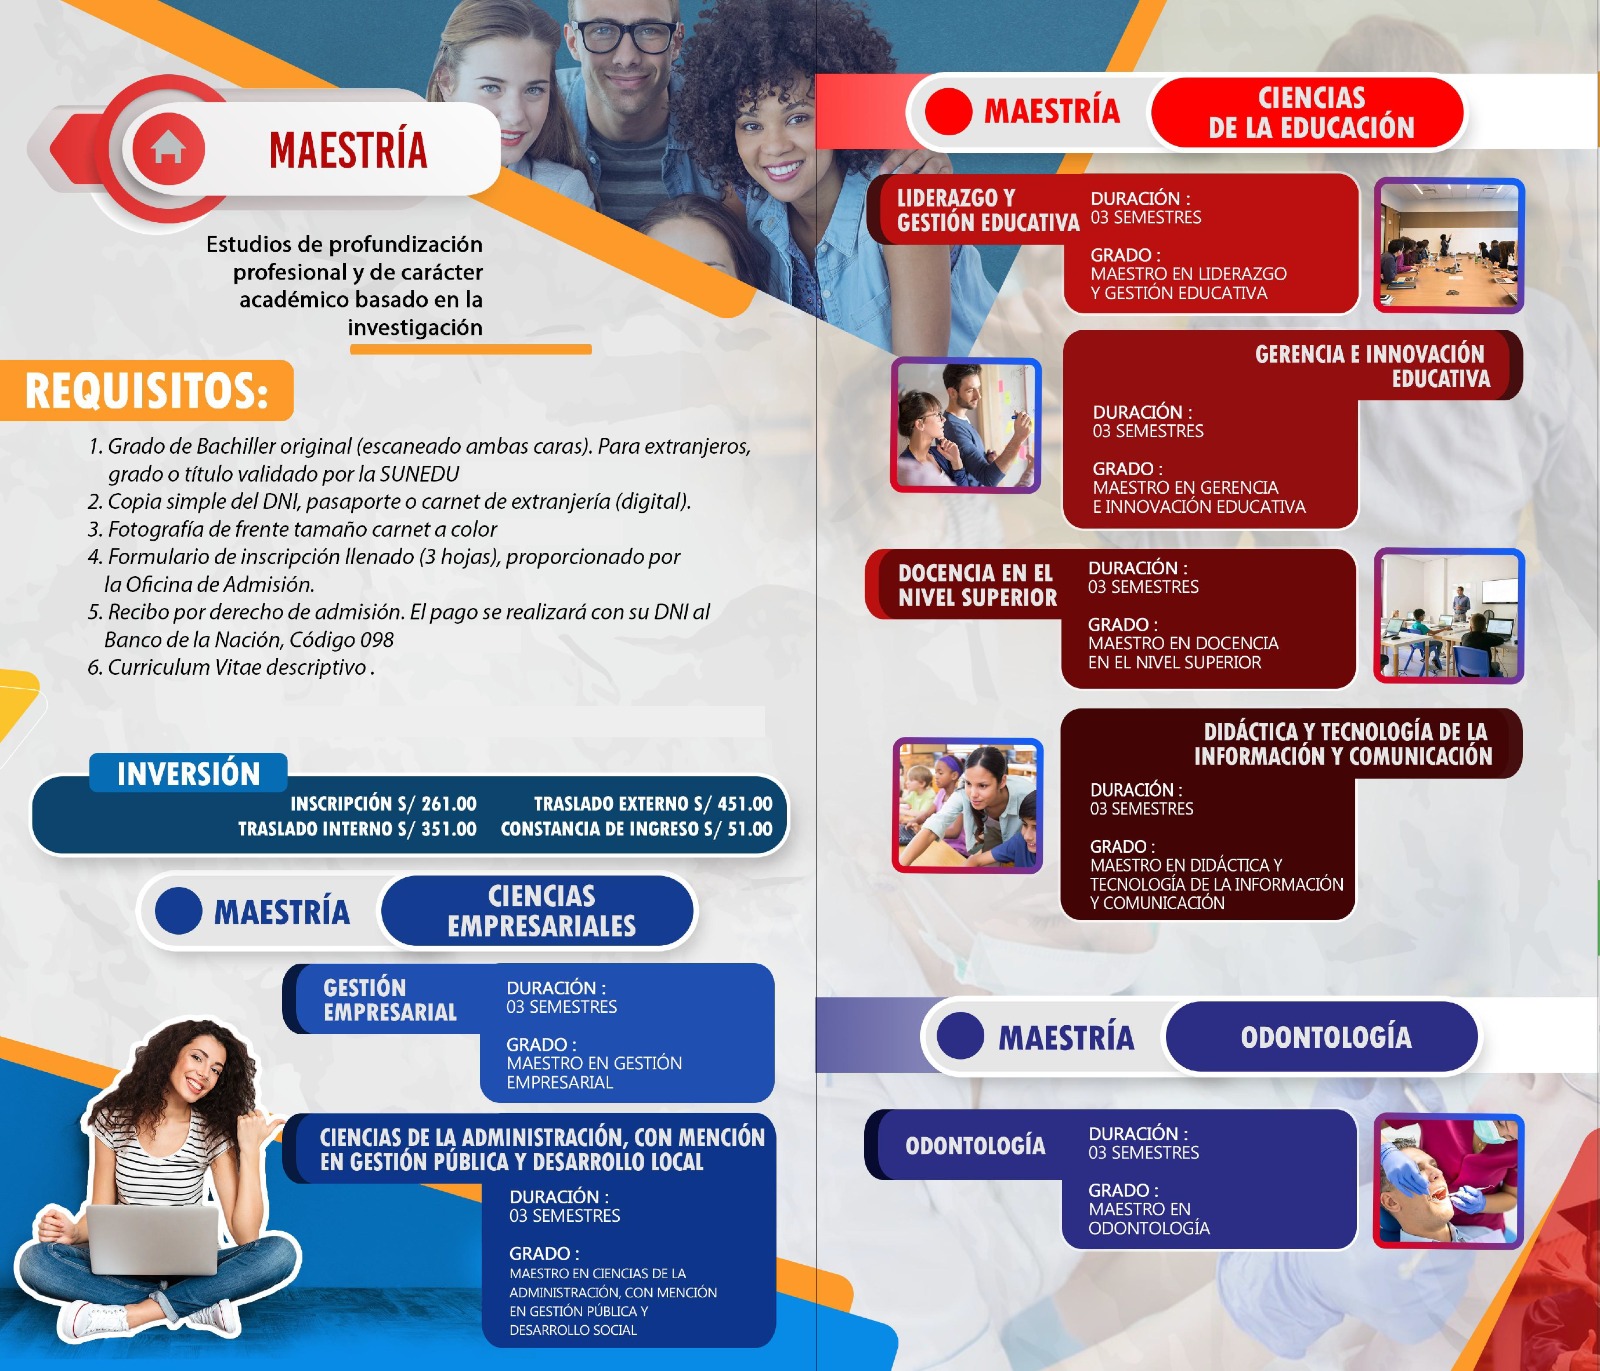 MAESTRÍA
Estudios de profundización
profesional y de carácter
académico basado en la
investigación
REQUISITOS:
1. Grado de Bachiller original (escaneado ambas caras). Para extranjeros,
grado o título validado por la SUNEDU
2. Copia simple del DNI, pasaporte o carnet de extranjería (digital).
3. Fotografía de frente tamaño carnet a color
4. Formulario de inscripción llenado (3 hojas), proporcionado por
la Oficina de Admisión.
5. Recibo por derecho de admisión. El pago se realizará con su DNI al
Banco de la Nación, Código 098
6. Curriculum Vitae descriptivo .
INVERSIÓN
INSCRIPCIÓN S/ 261.00 TRASLADO EXTERNO S/ 451.00
TRASLADO INTERNO S/ 351.00 CONSTANCIA DE INGRESO S/ 51.00
MAESTRÍA
CIENCIAS
EMPRESARIALES
GESTIÓN
EMPRESARIAL
DURACIÓN :
03 SEMESTRES
GRADO :
MAESTRO EN GESTIÓN
EMPRESARIAL
CIENCIAS DE LA ADMINISTRACIÓN, CON MENCIÓN
EN GESTIÓN PÚBLICA Y DESARROLLO LOCAL
DURACIÓN :
03 SEMESTRES
GRADO :
MAESTRO EN CIENCIAS DE LA
ADMINISTRACIÓN, CON MENCIÓN
EN GESTIÓN PÚBLICA Y
DESARROLLO SOCIAL
MAESTRÍA
CIENCIAS
DE LA EDUCACIÓN
LIDERAZGO Y
GESTIÓN EDUCATIVA
DURACIÓN :
03 SEMESTRES
GRADO :
MAESTRO EN LIDERAZGO
Y GESTIÓN EDUCATIVA
GERENCIA E INNOVACIÓN
EDUCATIVA
DURACIÓN :
03 SEMESTRES
GRADO :
MAESTRO EN GERENCIA
E INNOVACIÓN EDUCATIVA
DOCENCIA EN EL
NIVEL SUPERIOR
DURACIÓN :
03 SEMESTRES
GRADO :
MAESTRO EN DOCENCIA
EN EL NIVEL SUPERIOR
DIDÁCTICA Y TECNOLOGÍA DE LA
INFORMACIÓN Y COMUNICACIÓN
DURACIÓN :
03 SEMESTRES
GRADO :
MAESTRO EN DIDÁCTICA Y
TECNOLOGÍA DE LA INFORMACIÓN
Y COMUNICACIÓN
MAESTRÍA
ODONTOLOGÍA
ODONTOLOGÍA
DURACIÓN :
03 SEMESTRES
GRADO :
MAESTRO EN
ODONTOLOGÍA